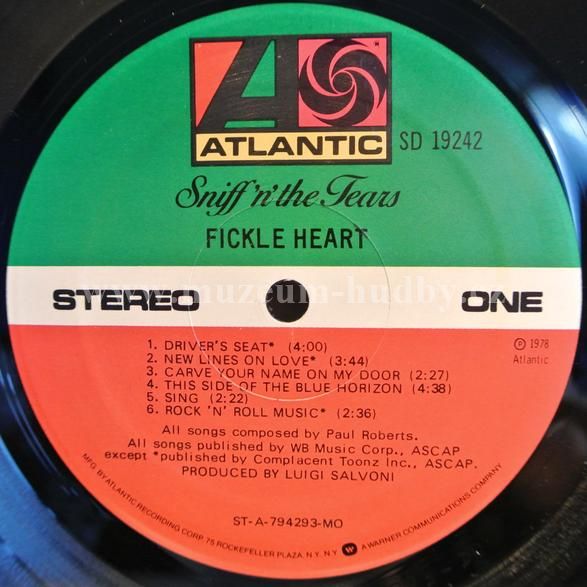 ATLANTIC
SD 19242
Sniff 'n' the Tears
FICKLE HEART
STEREO
ONE
www.muzeum-hudby.cz
1. DRIVER'S SEAT* (4:00)
2. NEW LINES ON LOVE* (3:44)
3. CARVE YOUR NAME ON MY DOOR (2:27)
4. THIS SIDE OF THE BLUE HORIZON (4:38)
5. SING (2:22)
6. ROCK 'N' ROLL MUSIC* (2:36)
℗ 1978
Atlantic
All songs composed by Paul Roberts.
All songs published by WB Music Corp., ASCAP
except *published by Complacent Toonz Inc., ASCAP.
PRODUCED BY LUIGI SALVONI
ST-A-794293-MO
MFG. BY ATLANTIC RECORDING CORP. 75 ROCKEFELLER PLAZA, N.Y. N.Y. W A WARNER COMMUNICATIONS COMPANY